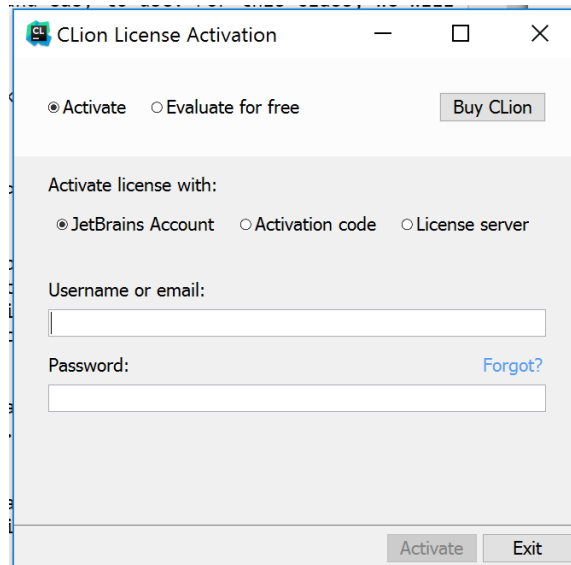 CL
CLion License Activation
Activate
Evaluate for free
Buy CLion
Activate license with:
JetBrains Account
Activation code
License server
Username or email:
Password:
Forgot?
Activate
Exit